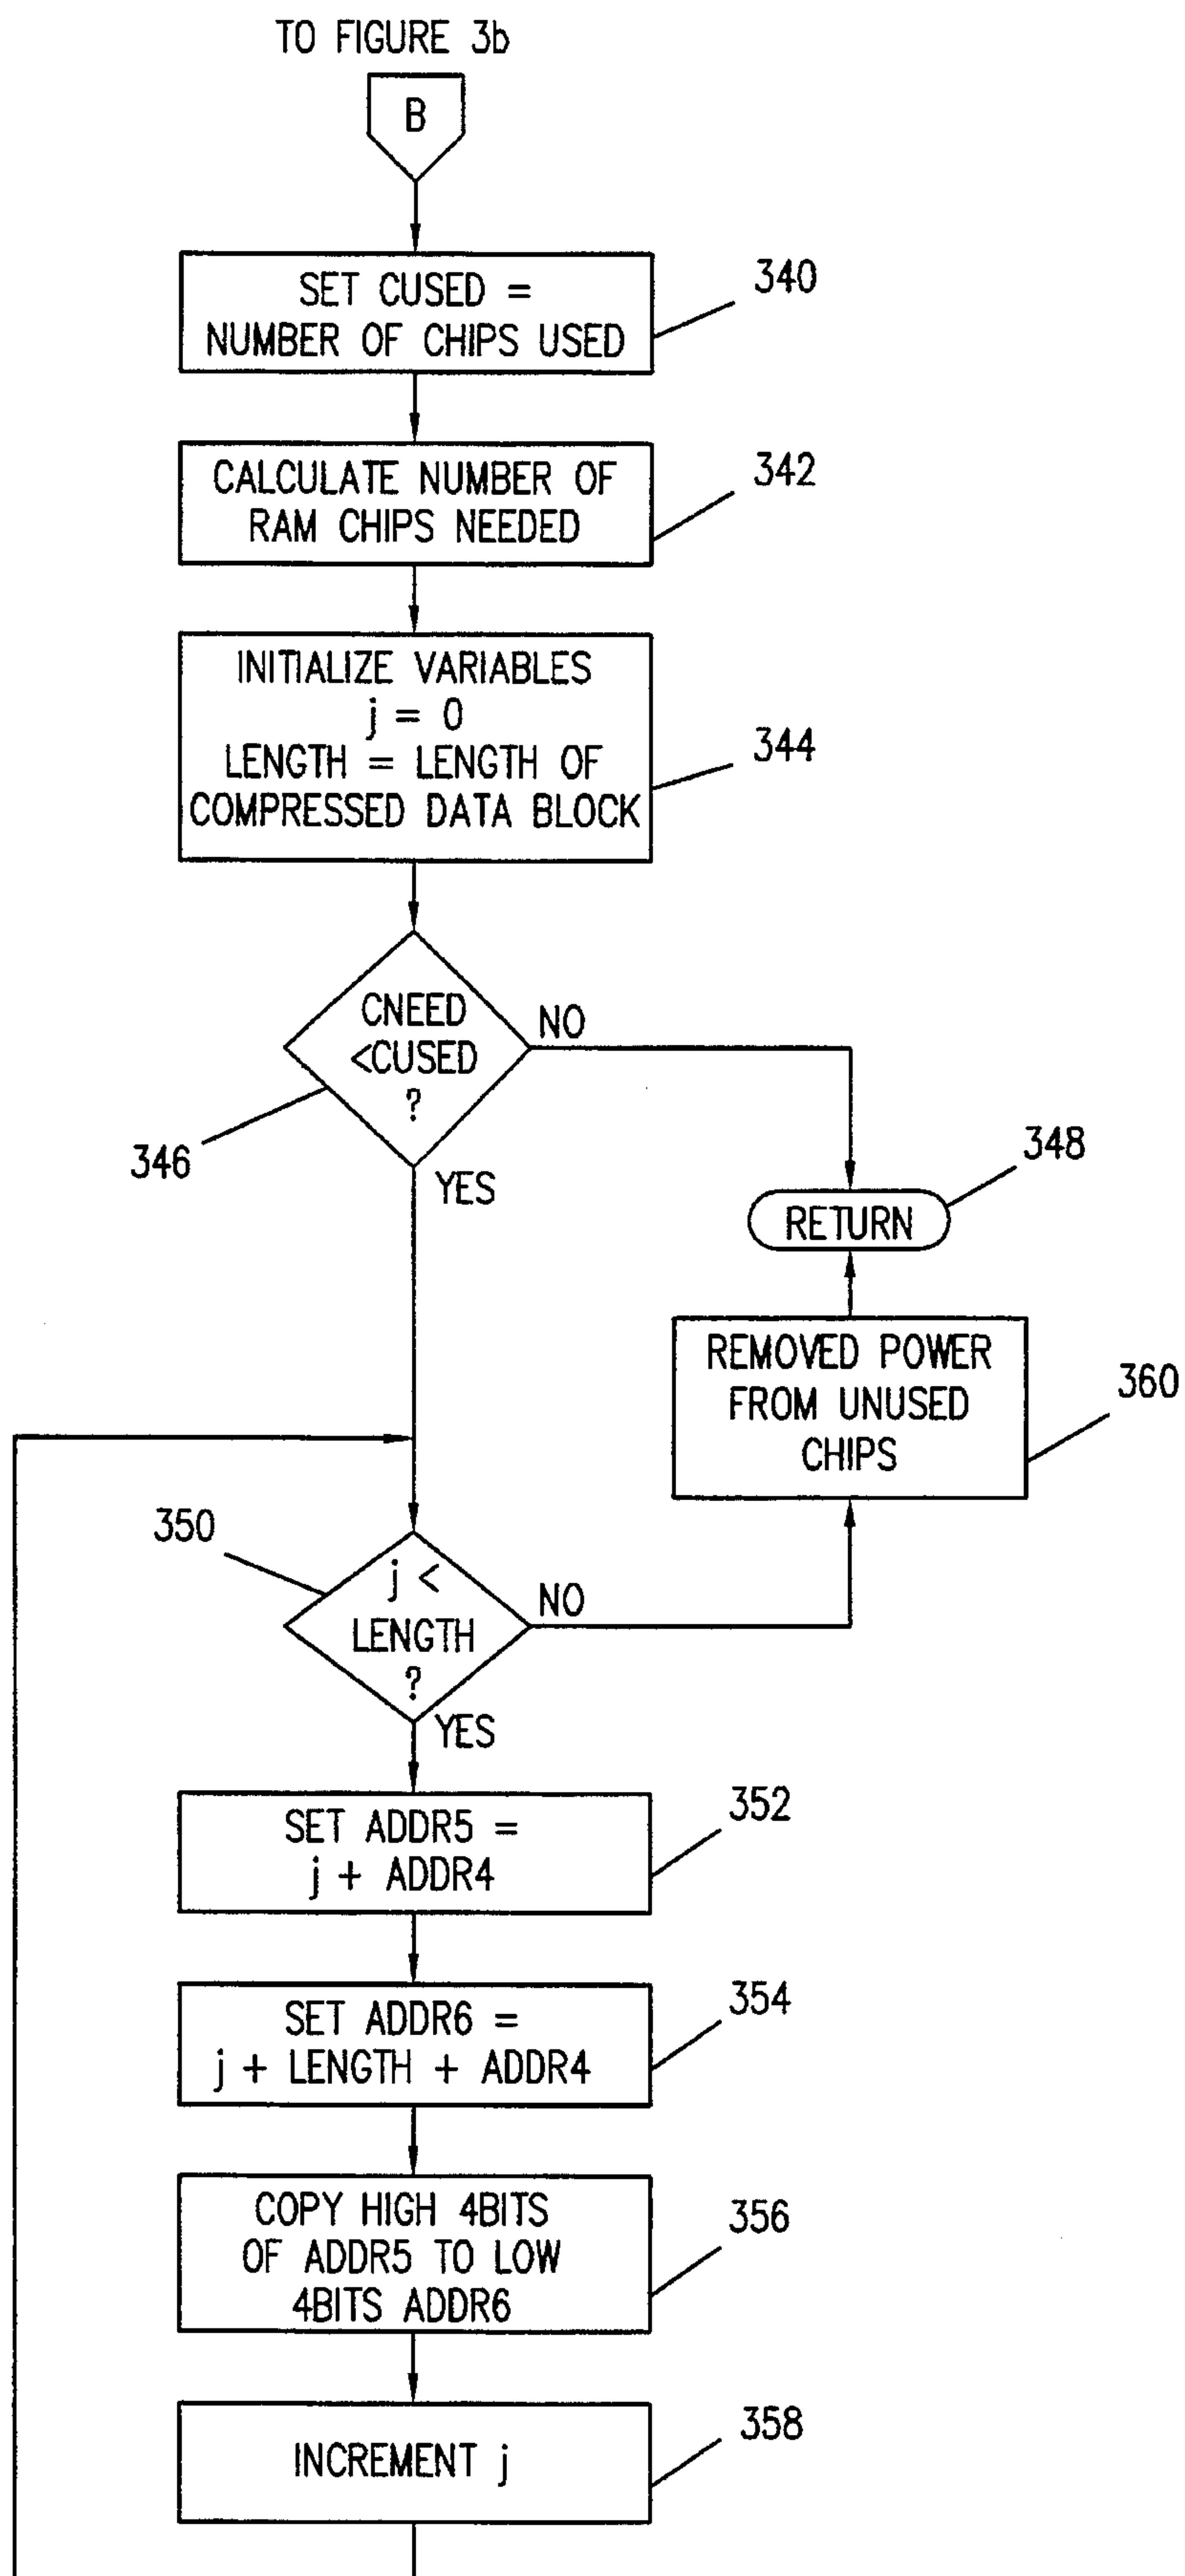 TO FIGURE 3b
B
SET CUSED =
NUMBER OF CHIPS USED
340
CALCULATE NUMBER OF
RAM CHIPS NEEDED
342
INITIALIZE VARIABLES
j = 0
LENGTH = LENGTH OF
COMPRESSED DATA BLOCK
344
CNEED
<CUSED
?
NO
346
YES
348
RETURN
REMOVED POWER
FROM UNUSED
CHIPS
360
350
j <
LENGTH
?
NO
YES
SET ADDR5 =
j + ADDR4
352
SET ADDR6 =
j + LENGTH + ADDR4
354
COPY HIGH 4BITS
OF ADDR5 TO LOW
4BITS ADDR6
356
INCREMENT j
358